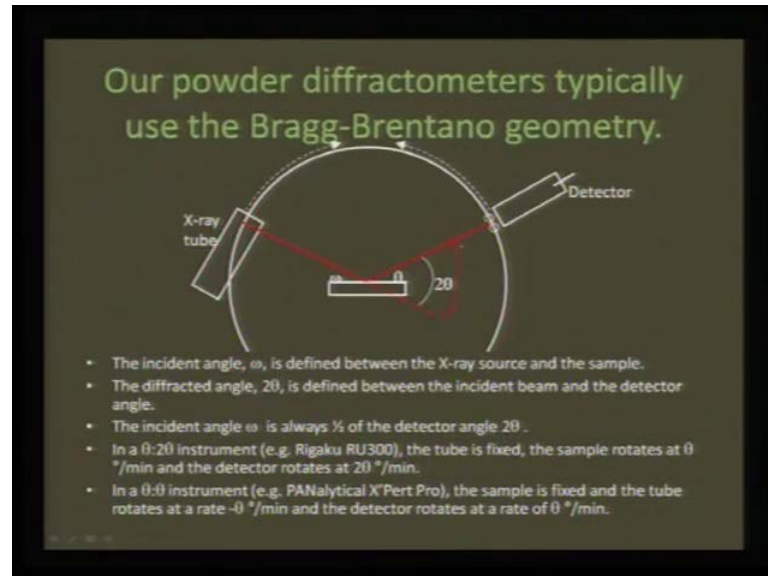 Our powder diffractometers typically
use the Bragg-Brentano geometry.
Detector
X-ray
tube
ω
θ
2θ
• The incident angle, ω, is defined between the X-ray source and the sample.
• The diffracted angle, 2θ, is defined between the incident beam and the detector
angle.
• The incident angle ω is always ½ of the detector angle 2θ .
• In a θ:2θ instrument (e.g. Rigaku RU300), the tube is fixed, the sample rotates at θ
°/min and the detector rotates at 2θ °/min.
• In a θ:θ instrument (e.g. PANalytical X'Pert Pro), the sample is fixed and the tube
rotates at a rate -θ °/min and the detector rotates at a rate of θ °/min.